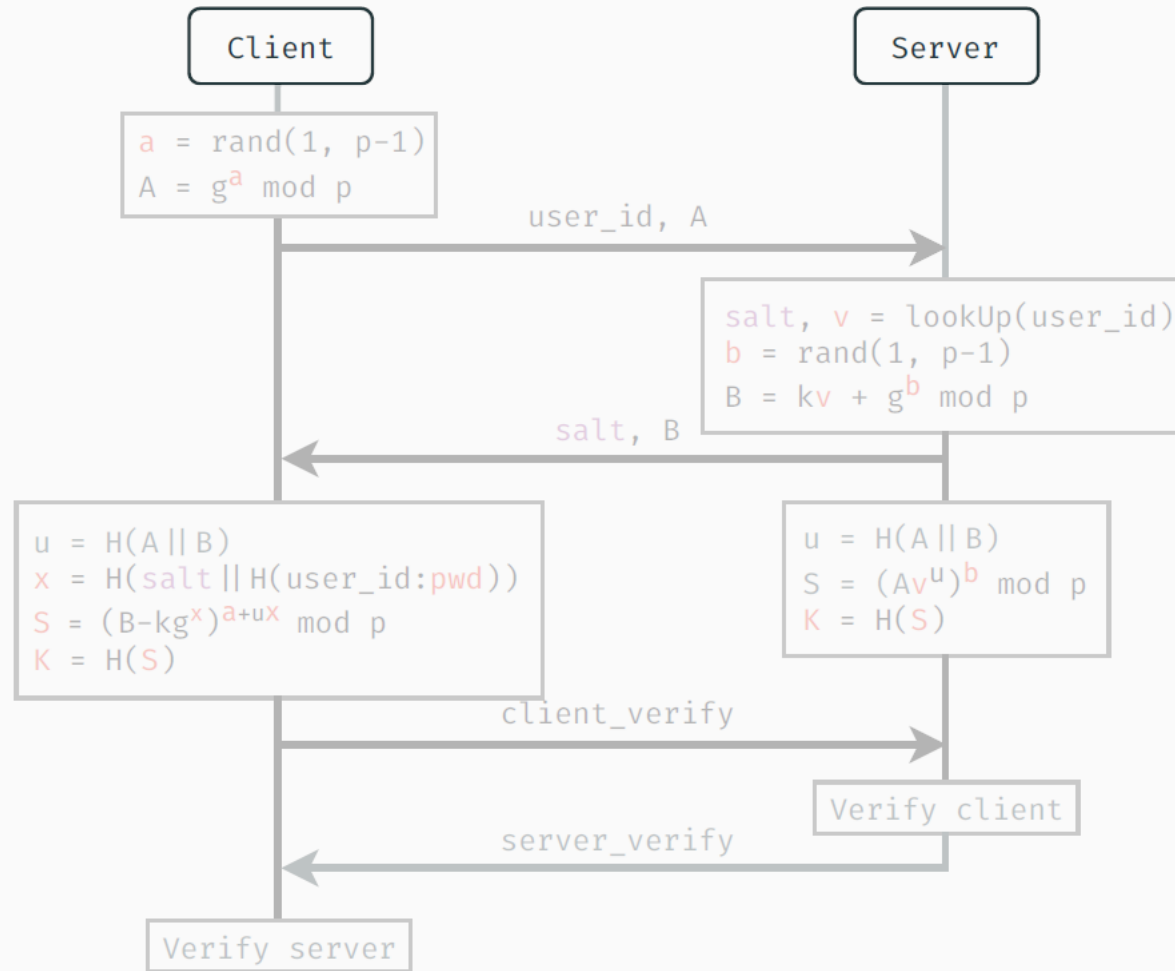 Client
Server
a = rand(1, p-1)
A = gᵃ mod p
user_id, A
salt, v = lookUp(user_id)
b = rand(1, p-1)
B = kv + gᵇ mod p
salt, B
u = H(A||B)
x = H(salt||H(user_id:pwd))
S = (B-kgˣ)ᵃ⁺ᵘˣ mod p
K = H(S)
u = H(A||B)
S = (Avᵘ)ᵇ mod p
K = H(S)
client_verify
Verify client
server_verify
Verify server